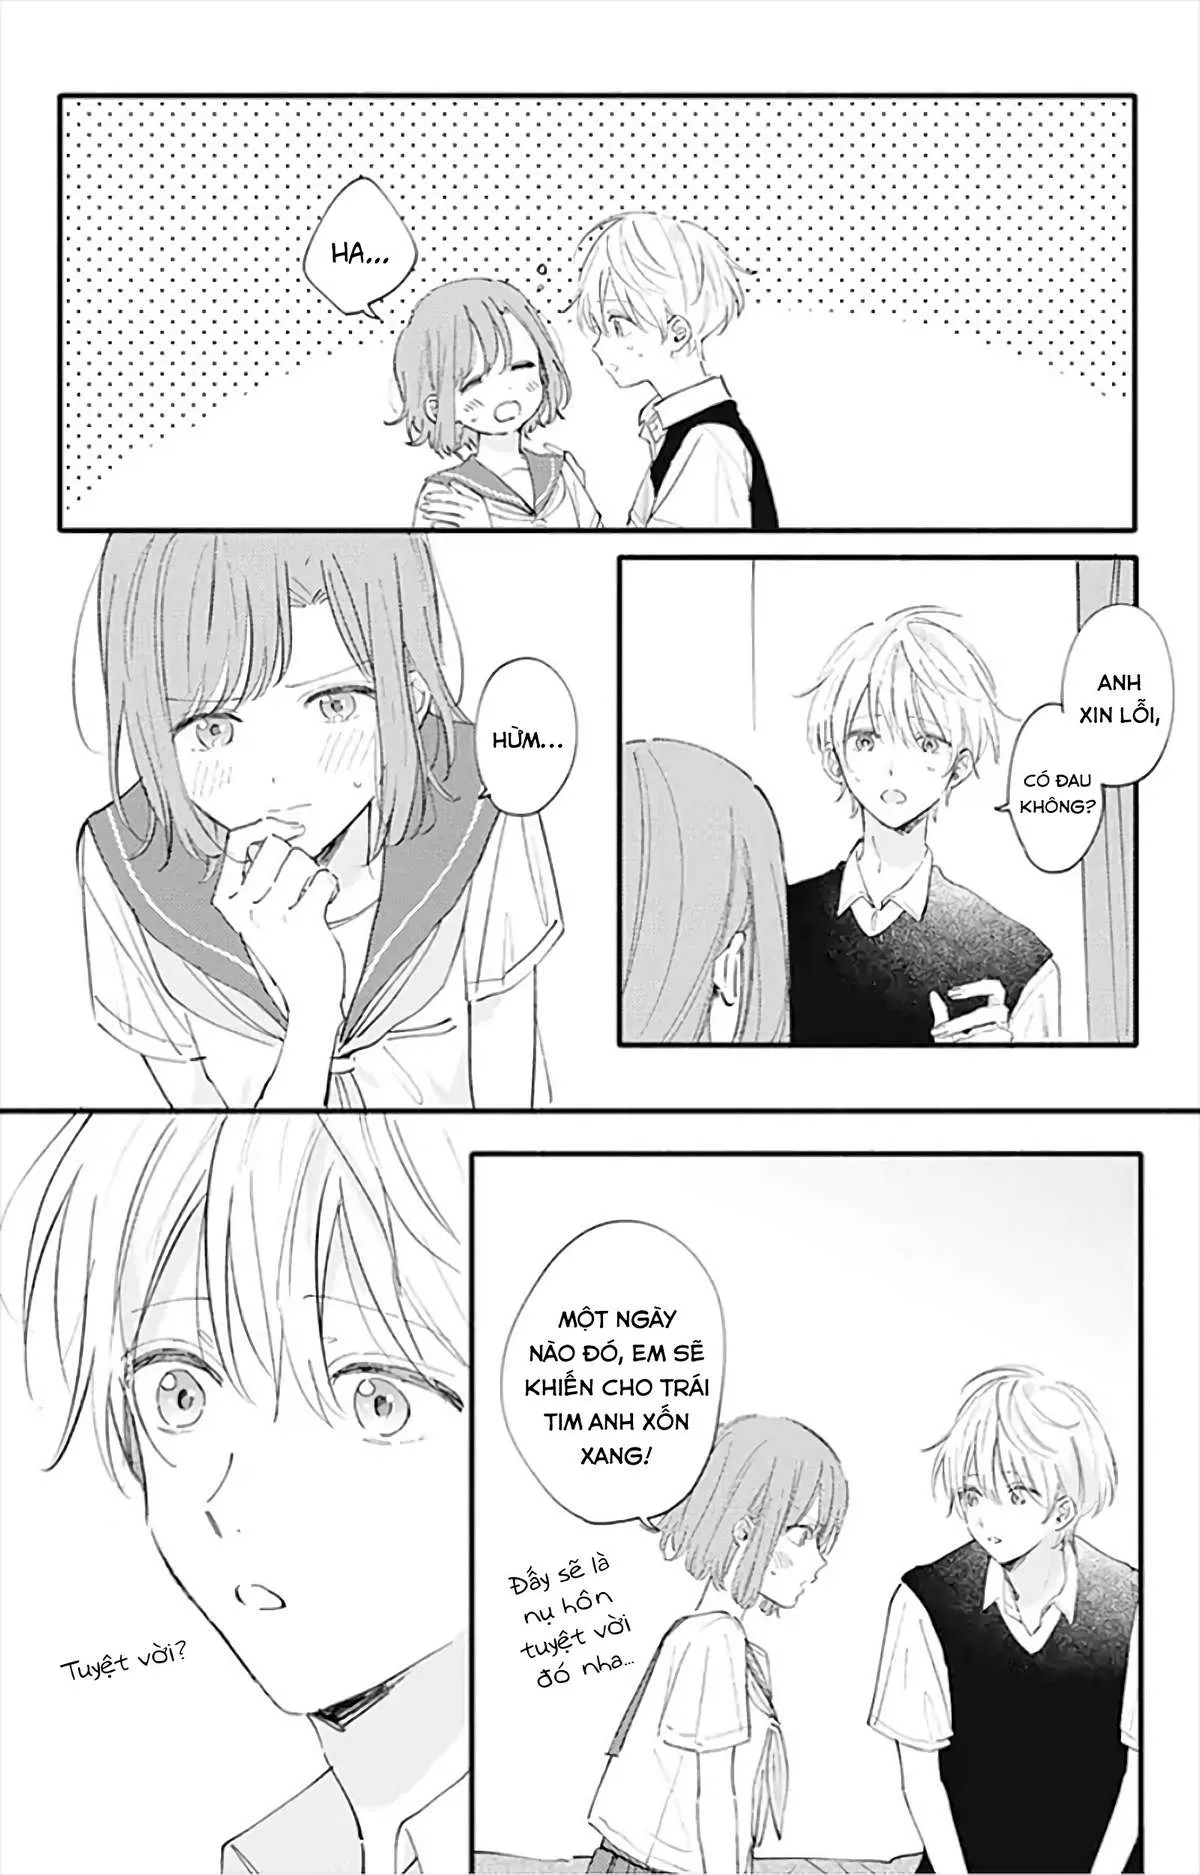 HA...
ANH
XIN LỖI,
CÓ ĐAU
KHÔNG?
HỪM...
MỘT NGÀY
NÀO ĐÓ, EM SẼ
KHIẾN CHO TRÁI
TIM ANH XỐN
XANG!
Đấy sẽ là
nụ hôn
tuyệt vời
đó nha...
Tuyệt vời?